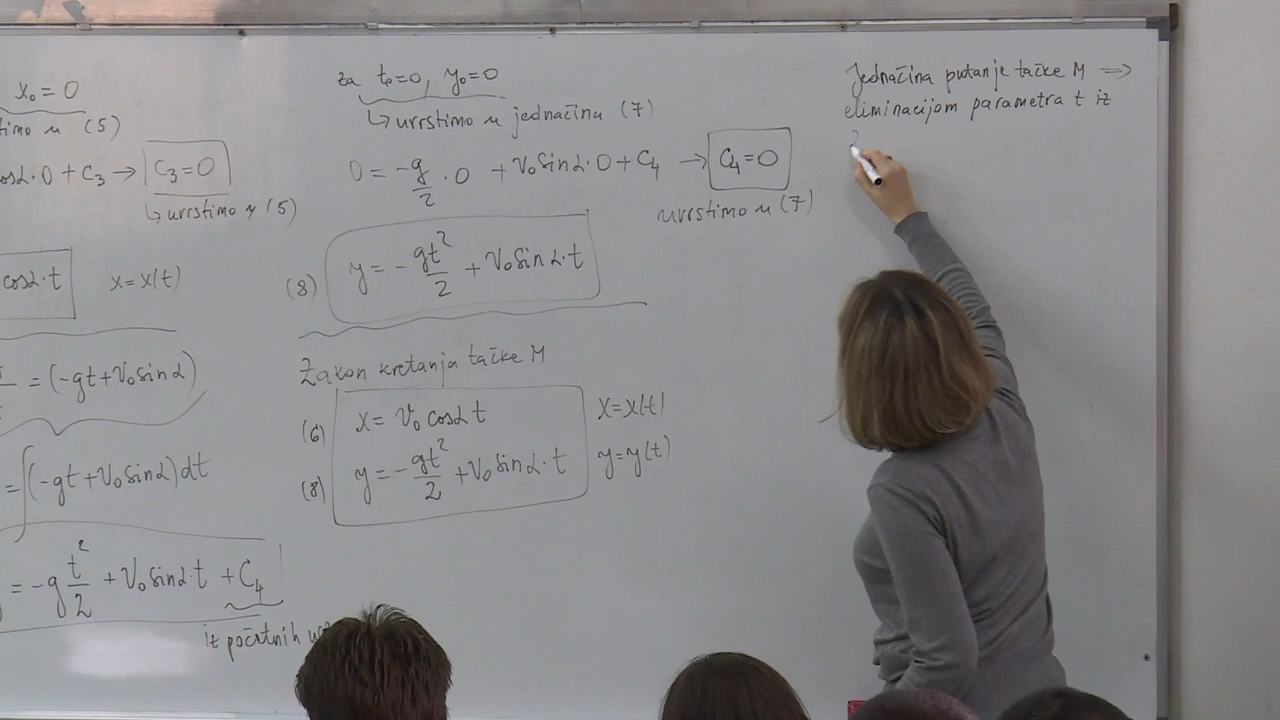 x₀ = 0
timo u (5)
cosα·0 + C₃ → C₃ = 0
↳ uvrstimo u (5)
cosα·t x = x(t)
= (-gt + V₀ sinα)
= ∫(-gt + V₀ sinα) dt
= -g t²/2 + V₀ sinα·t + C₄
iz početnih
za t₀=0, y₀=0
↳ uvrstimo u jednačinu (7)
0 = -g/2 · 0 + V₀ sinα·0 + C₄ → C₄ = 0
uvrstimo u (7)
(8) y = - gt²/2 + V₀ sinα·t
Zakon kretanja tačke M
(6) x = V₀ cosα t x = x(t)
(8) y = - gt²/2 + V₀ sinα·t y = y(t)
Jednačina putanje tačke M ⇒
eliminacijom parametra t iz